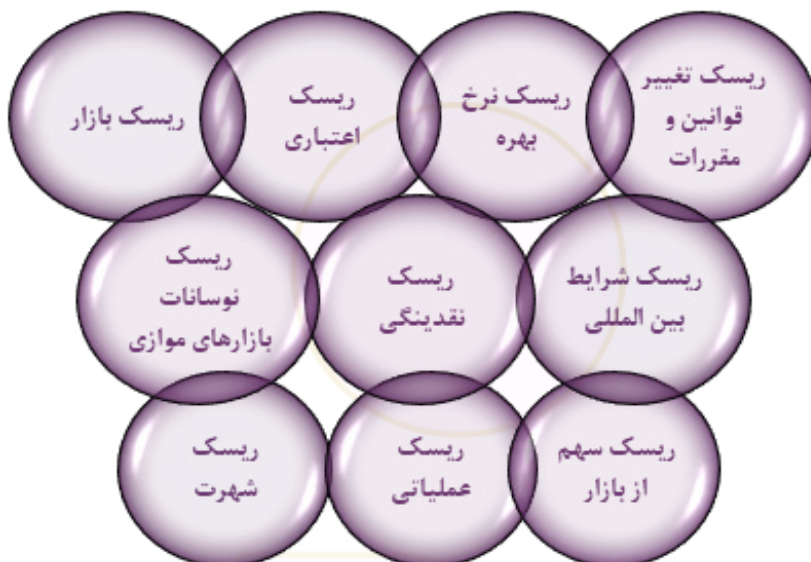 ریسک تغییر
قوانین و
مقررات
ریسک نرخ
بهره
ریسک
اعتباری
ریسک بازار
ریسک شرایط
بین المللی
ریسک
نقدینگی
ریسک
نوسانات
بازارهای موازی
ریسک سهم
از بازار
ریسک
عملیاتی
ریسک
شهرت